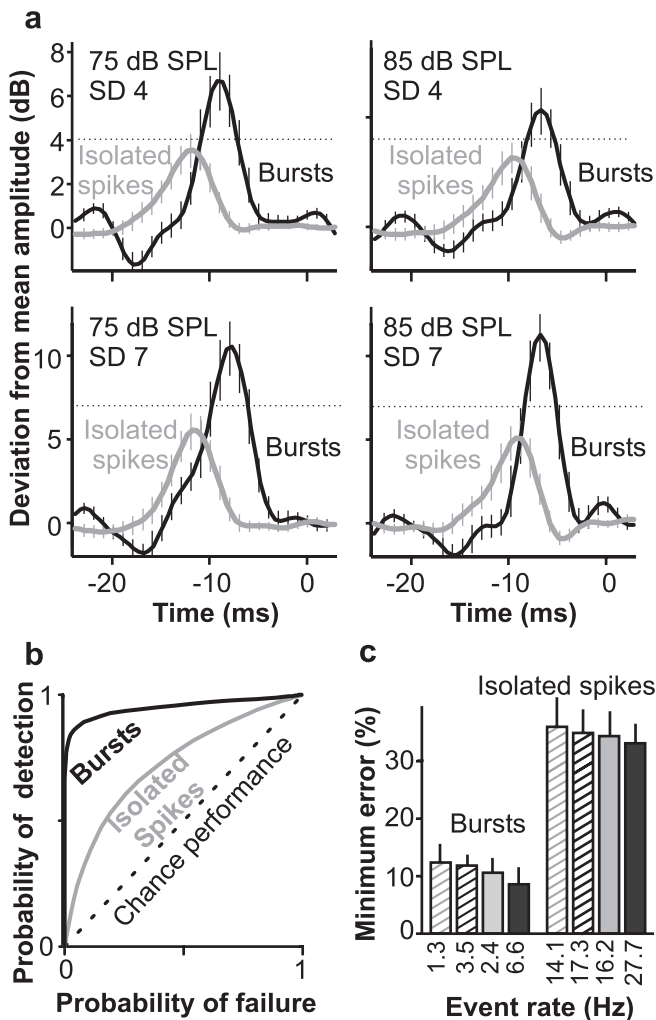 a
75 dB SPL
SD 4
85 dB SPL
SD 4
8
6
4
2
0
Isolated
spikes
Bursts
Isolated
spikes
Bursts
Deviation from mean amplitude (dB)
75 dB SPL
SD 7
85 dB SPL
SD 7
10
5
0
Isolated
spikes
Bursts
Isolated
spikes
Bursts
-20 -10 0
-20 -10 0
Time (ms)
Time (ms)
b
1
0
Probability of detection
Bursts
Isolated
Spikes
Chance performance
0 1
Probability of failure
c
Isolated spikes
Bursts
Minimum error (%)
30
20
10
0
1.3 3.5 2.4 6.6 14.1 17.3 16.2 27.7
Event rate (Hz)